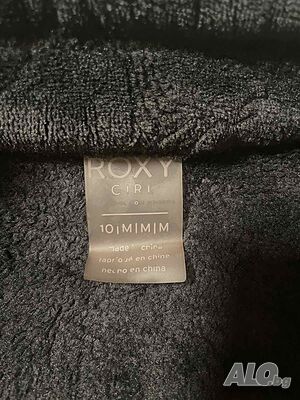 ROXY
GIRL
10|M|M|M
made in china
fabriqué en chine
hecho en china
ALO.bg